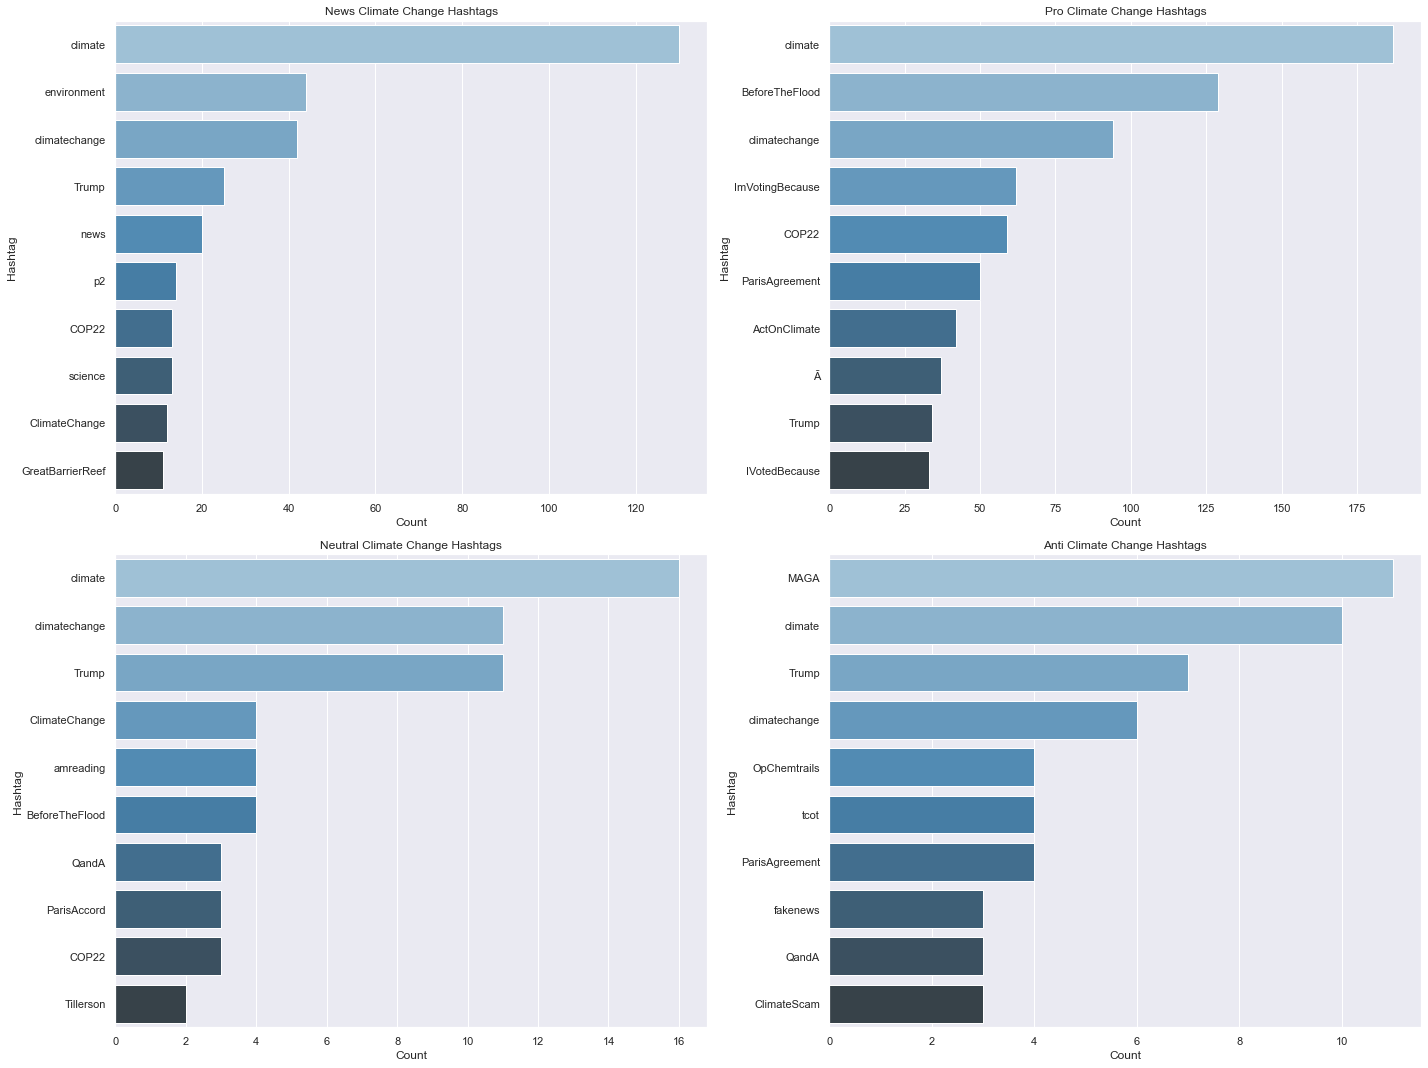 News Climate Change Hashtags
Hashtag
climate
environment
climatechange
Trump
news
p2
COP22
science
ClimateChange
GreatBarrierReef
0 20 40 60 80 100 120
Count
Pro Climate Change Hashtags
Hashtag
climate
BeforeTheFlood
climatechange
ImVotingBecause
COP22
ParisAgreement
ActOnClimate
Ã
Trump
IVotedBecause
0 25 50 75 100 125 150 175
Count
Neutral Climate Change Hashtags
Hashtag
climate
climatechange
Trump
ClimateChange
amreading
BeforeTheFlood
QandA
ParisAccord
COP22
Tillerson
0 2 4 6 8 10 12 14 16
Count
Anti Climate Change Hashtags
Hashtag
MAGA
climate
Trump
climatechange
OpChemtrails
tcot
ParisAgreement
fakenews
QandA
ClimateScam
0 2 4 6 8 10
Count